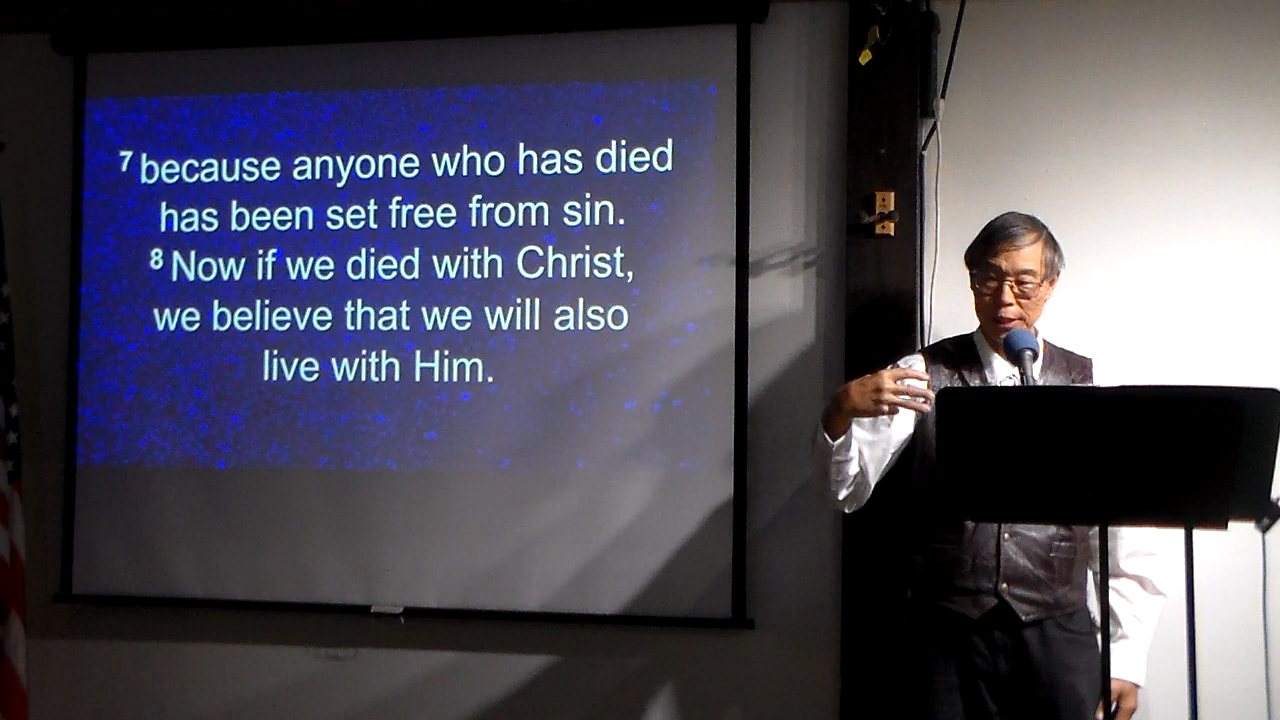 7 because anyone who has died
has been set free from sin.
8 Now if we died with Christ,
we believe that we will also
live with Him.